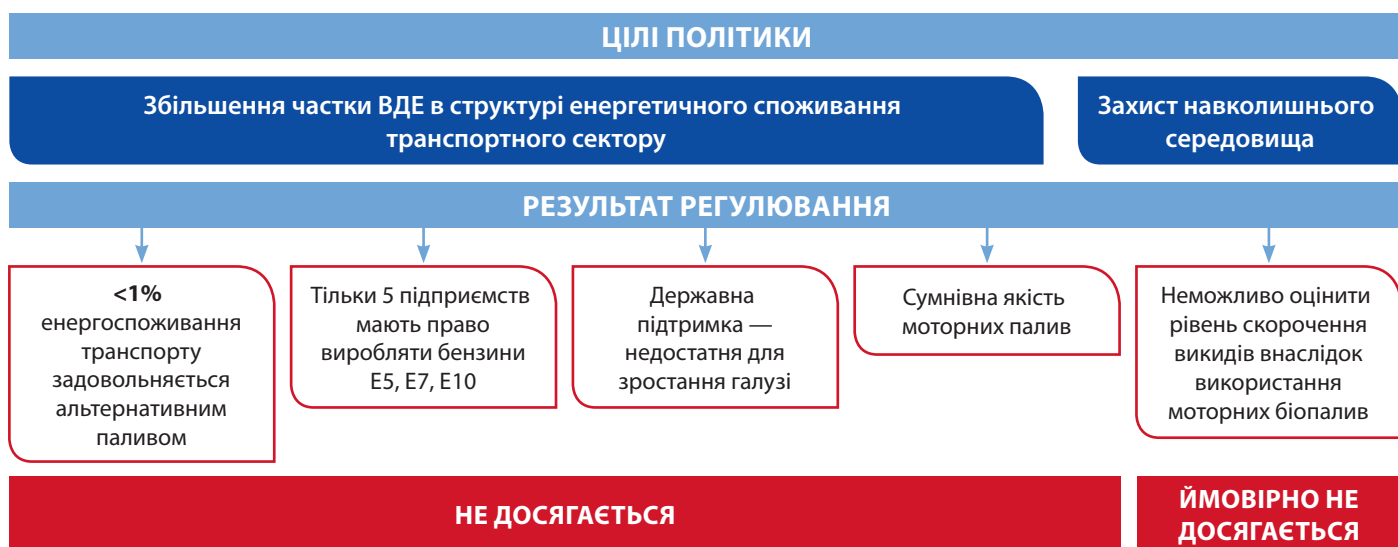 ЦІЛІ ПОЛІТИКИ
Збільшення частки ВДЕ в структурі енергетичного споживання
транспортного сектору
Захист навколишнього
середовища
РЕЗУЛЬТАТ РЕГУЛЮВАННЯ
<1%
енергоспоживання
транспорту
задовольняється
альтернативним
паливом
Тільки 5 підприємств
мають право
виробляти бензини
Е5, Е7, Е10
Державна
підтримка —
недостатня для
зростання галузі
Сумнівна якість
моторних палив
Неможливо оцінити
рівень скорочення
викидів внаслідок
використання
моторних біопалив
НЕ ДОСЯГАЄТЬСЯ
ЙМОВІРНО НЕ
ДОСЯГАЄТЬСЯ